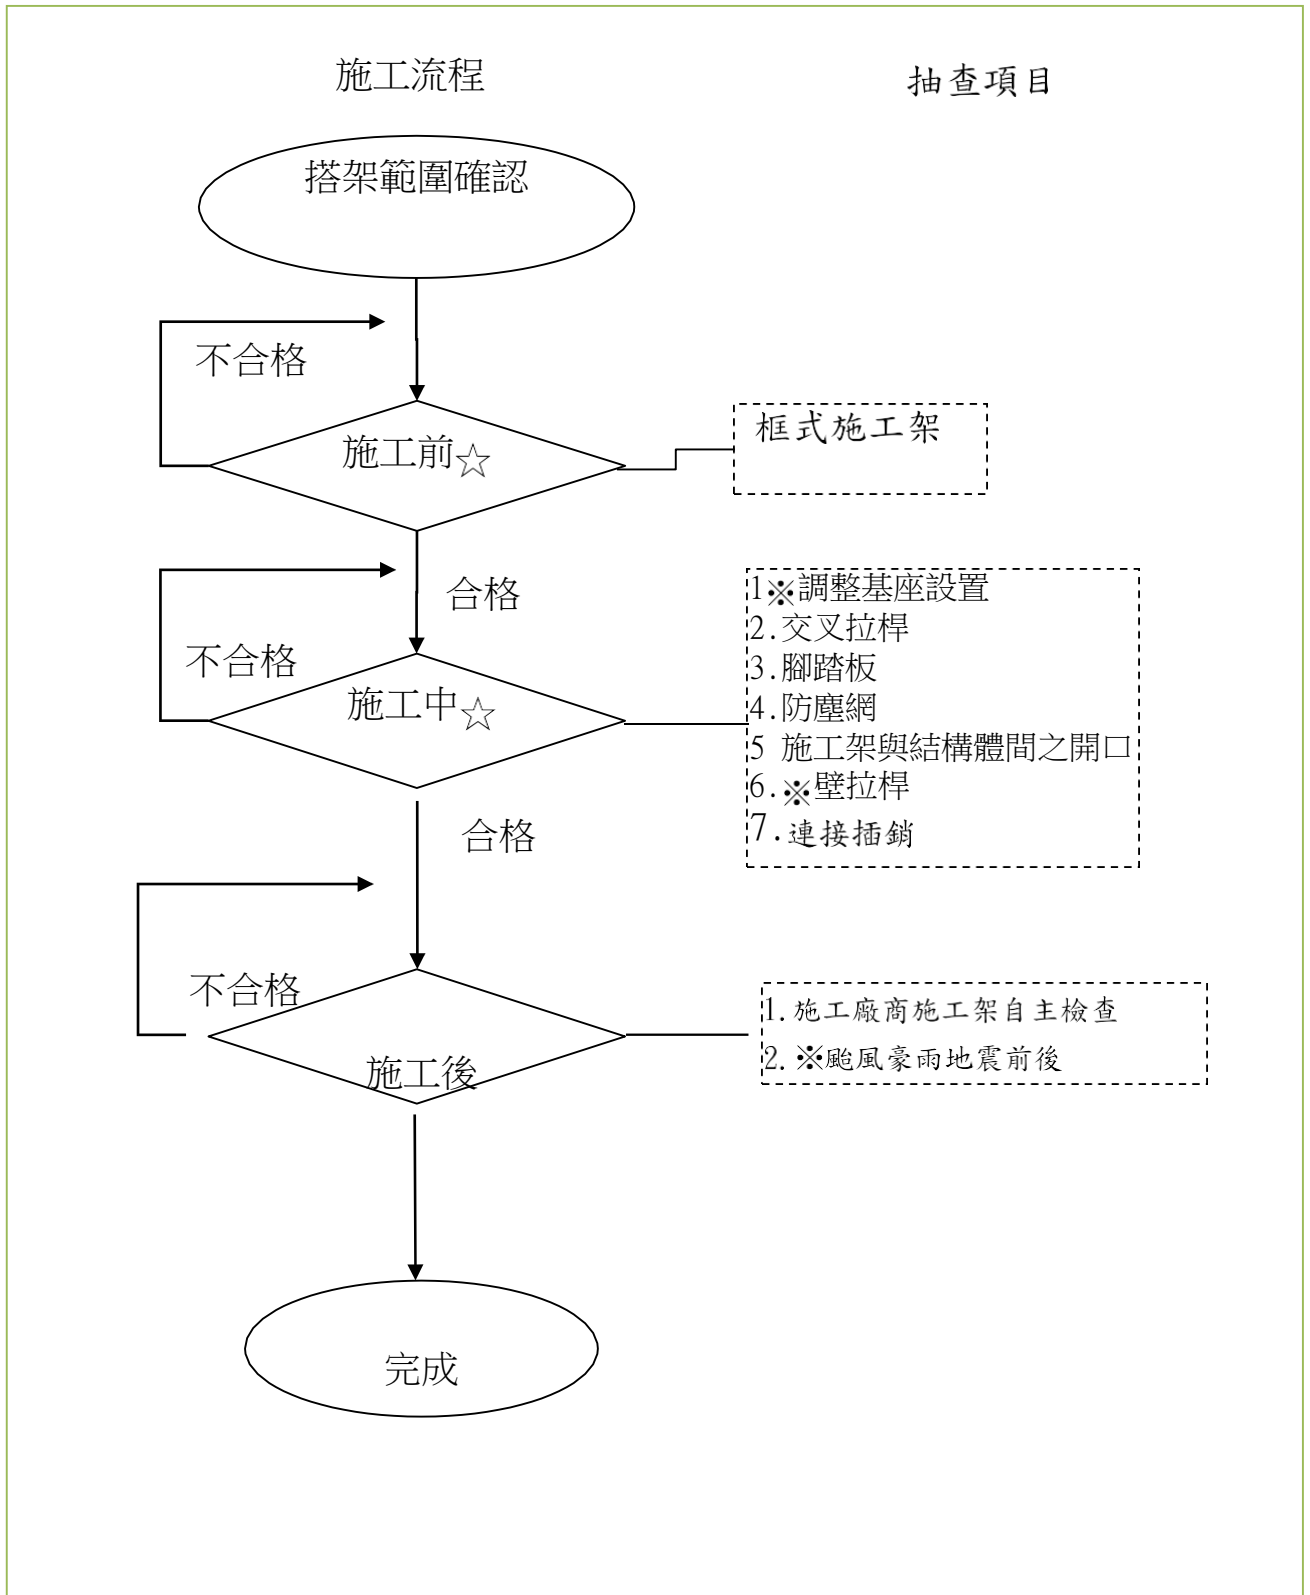 施工流程
抽查項目
搭架範圍確認
不合格
施工前☆
框式施工架
合格
不合格
施工中☆
1※調整基座設置
2.交叉拉桿
3.腳踏板
4.防塵網
5 施工架與結構體間之開口
6.※壁拉桿
7.連接插銷
合格
不合格
施工後
1.施工廠商施工架自主檢查
2.※颱風豪雨地震前後
完成